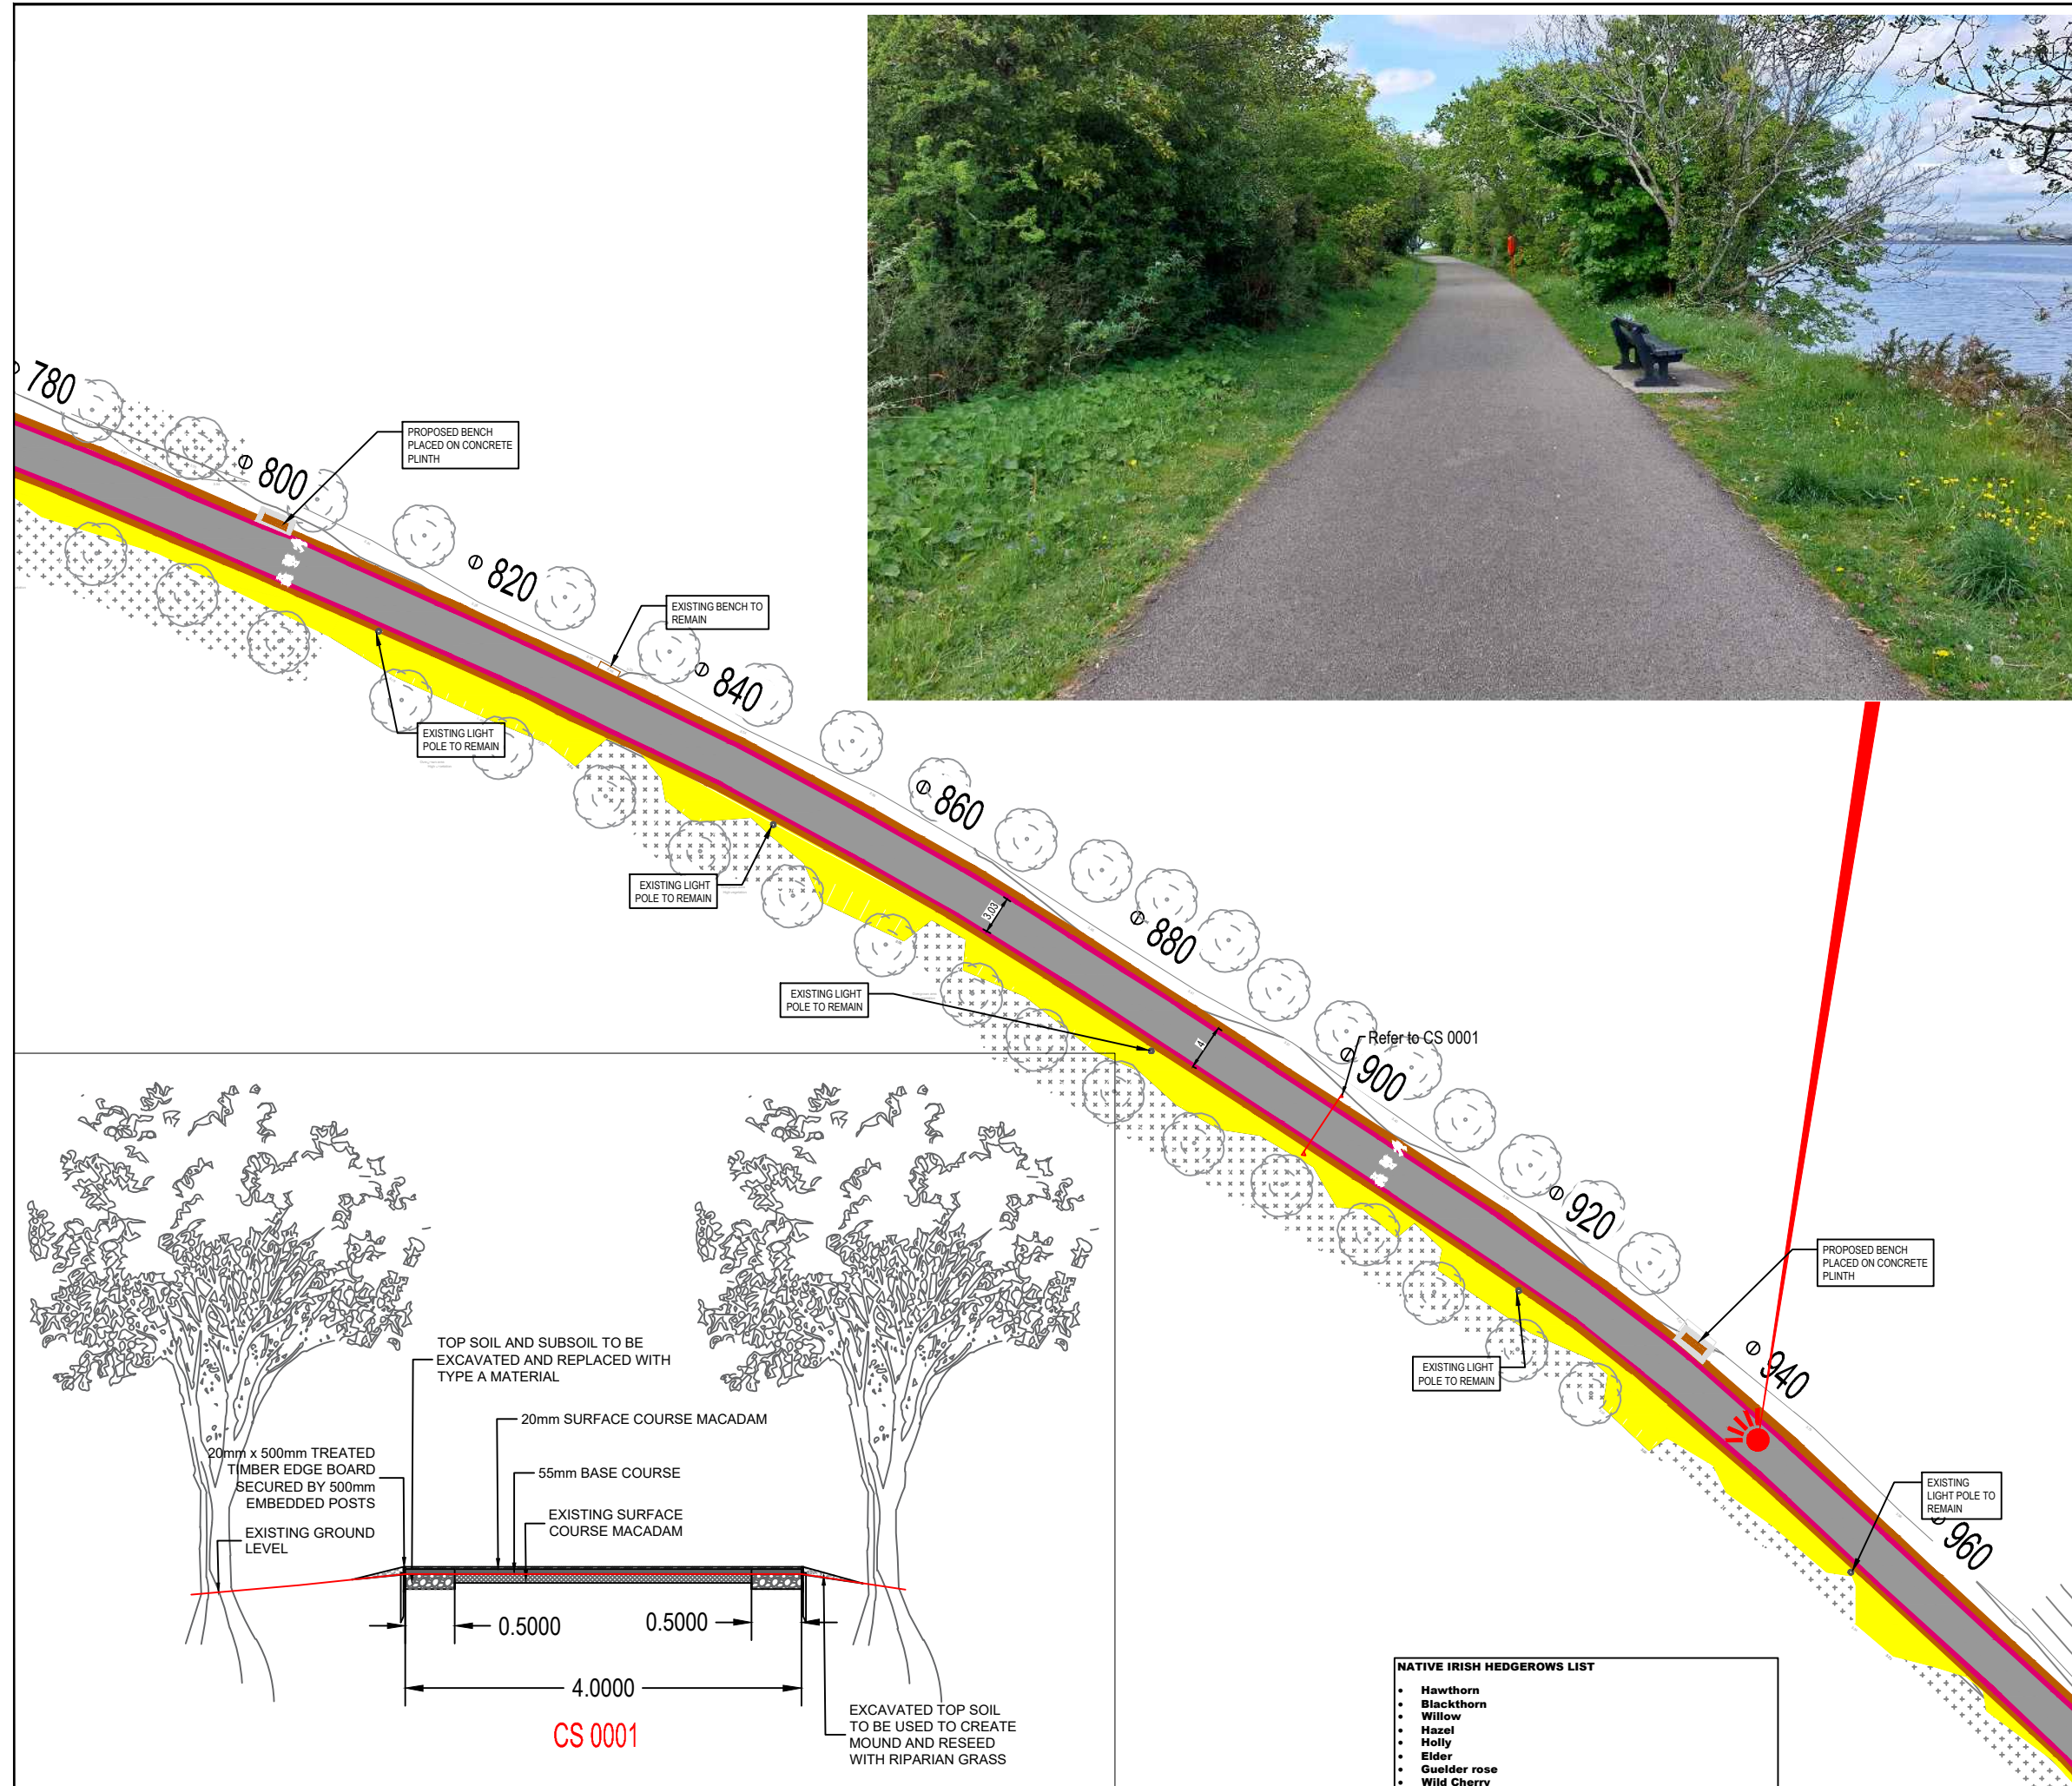 780
800
PROPOSED BENCH
PLACED ON CONCRETE
PLINTH
820
EXISTING BENCH TO
REMAIN
840
EXISTING LIGHT
POLE TO REMAIN
860
EXISTING LIGHT
POLE TO REMAIN
3.03
880
EXISTING LIGHT
POLE TO REMAIN
4
Refer to CS 0001
900
920
PROPOSED BENCH
PLACED ON CONCRETE
PLINTH
940
EXISTING LIGHT
POLE TO REMAIN
EXISTING
LIGHT POLE TO
REMAIN
960
TOP SOIL AND SUBSOIL TO BE
EXCAVATED AND REPLACED WITH
TYPE A MATERIAL
20mm SURFACE COURSE MACADAM
20mm x 500mm TREATED
TIMBER EDGE BOARD
SECURED BY 500mm
EMBEDDED POSTS
55mm BASE COURSE
EXISTING SURFACE
COURSE MACADAM
EXISTING GROUND
LEVEL
0.5000
0.5000
4.0000
CS 0001
EXCAVATED TOP SOIL
TO BE USED TO CREATE
MOUND AND RESEED
WITH RIPARIAN GRASS
NATIVE IRISH HEDGEROWS LIST
• Hawthorn
• Blackthorn
• Willow
• Hazel
• Holly
• Elder
• Guelder rose
• Wild Cherry